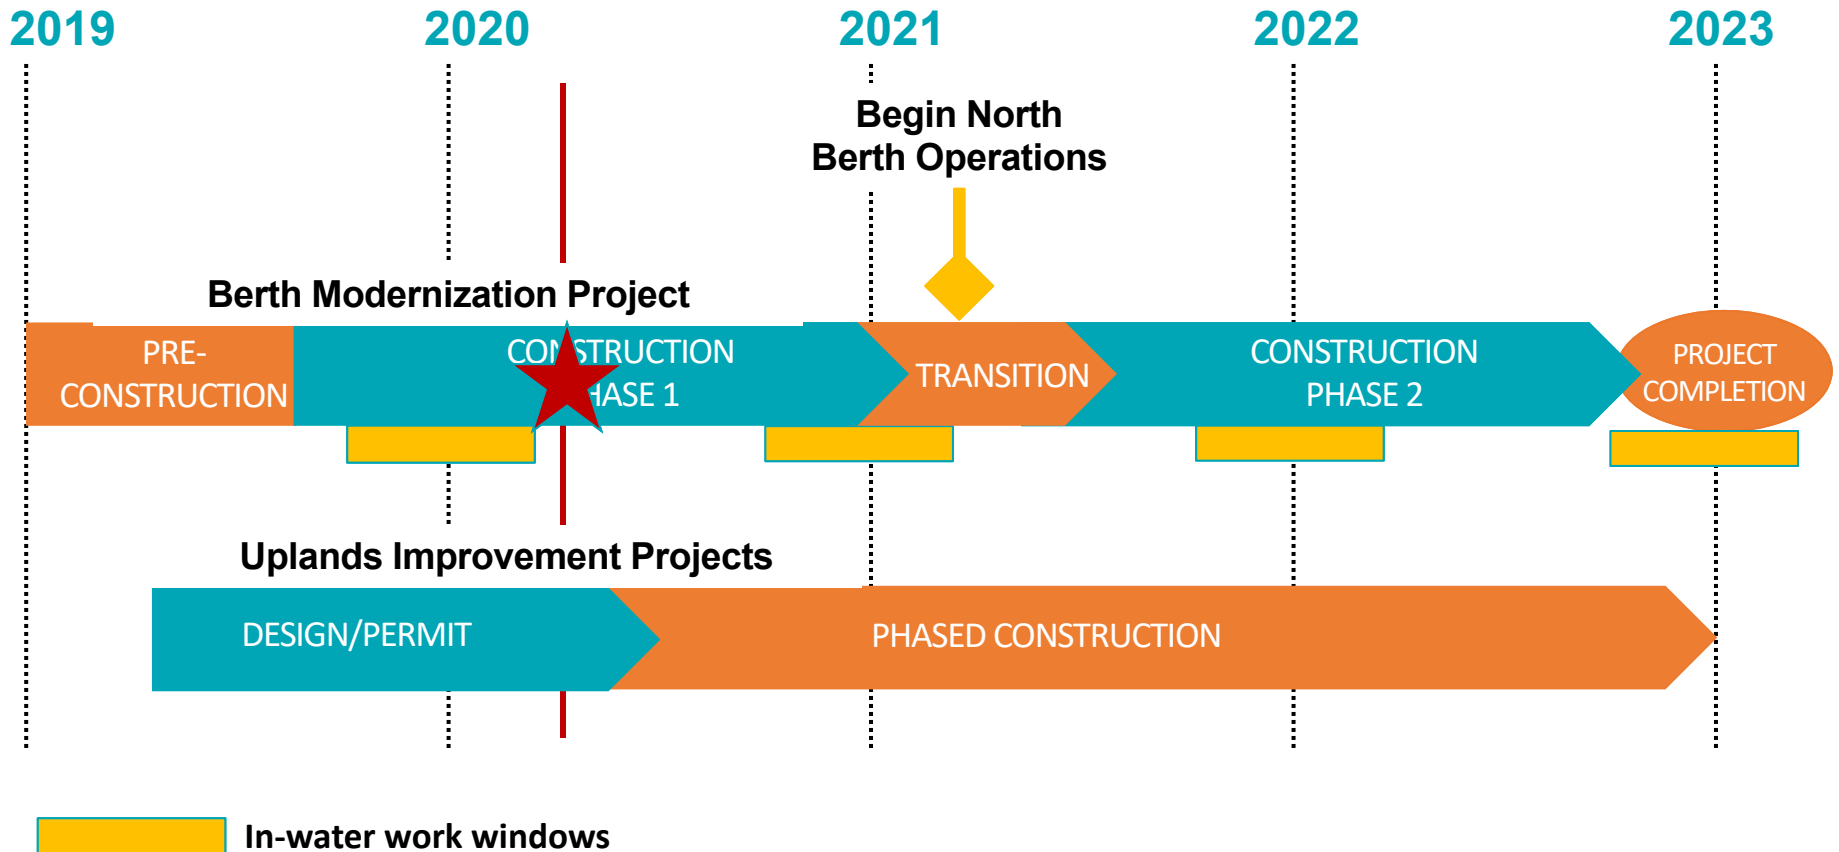 2019
2020
2021
2022
2023
Begin North
Berth Operations
Berth Modernization Project
PRE-
CONSTRUCTION
CONSTRUCTION
HASE 1
TRANSITION
CONSTRUCTION
PHASE 2
PROJECT
COMPLETION
Uplands Improvement Projects
DESIGN/PERMIT
PHASED CONSTRUCTION
In-water work windows